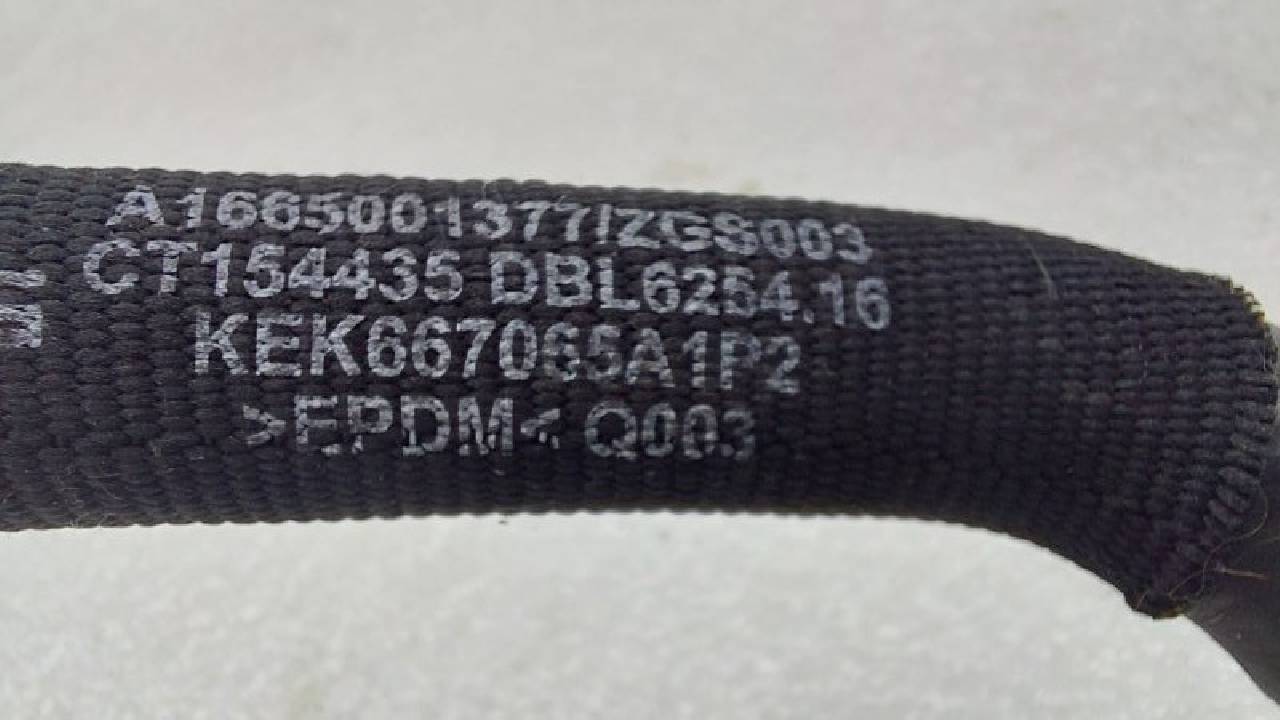 A1665001377/ZGS003
CT154435 DBL6254.16
KEK667065A1P2
>EPDM< Q003